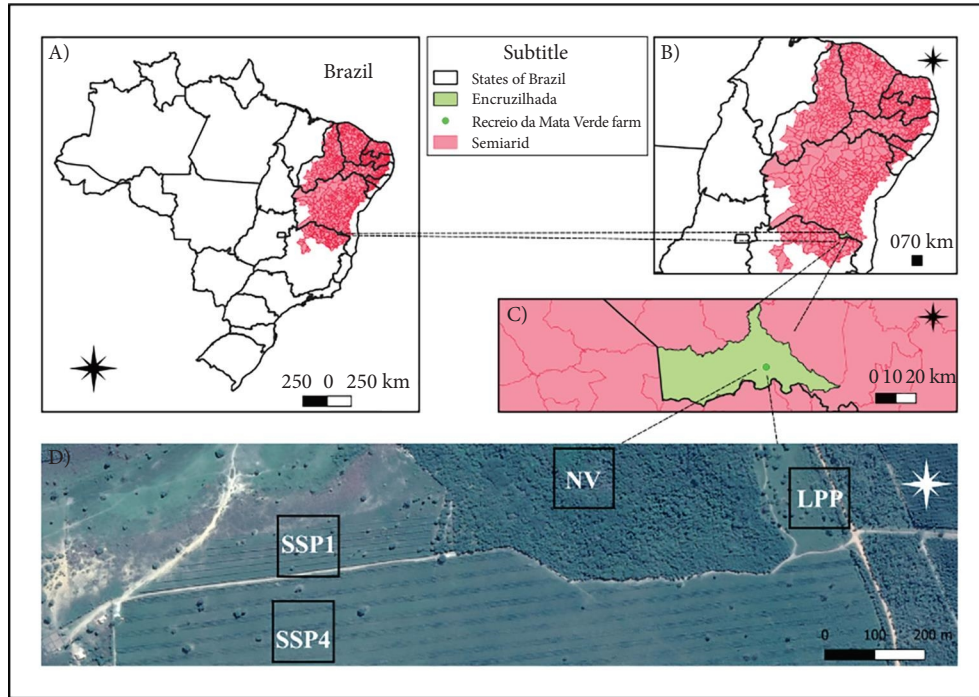 A)
Brazil
250 0 250 km
Subtitle
States of Brazil
Encruzilhada
Recreio da Mata Verde farm
Semiarid
B)
070 km
C)
0 10 20 km
D)
NV
LPP
SSP1
SSP4
0 100 200 m